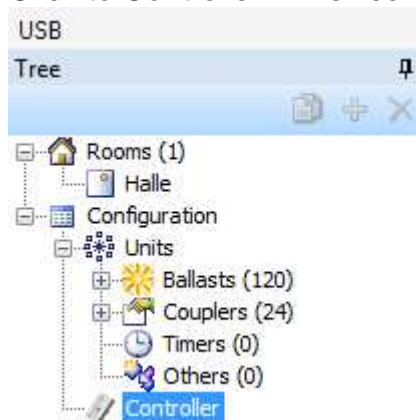 USB
Tree
Rooms (1)
Halle
Configuration
Units
Ballasts (120)
Couplers (24)
Timers (0)
Others (0)
Controller